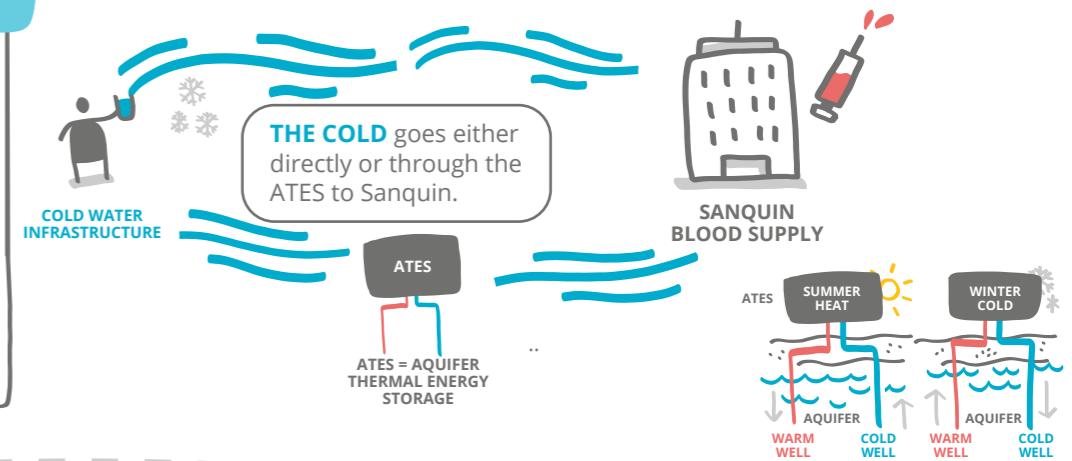 THE COLD goes either
directly or through the
ATES to Sanquin.
COLD WATER
INFRASTRUCTURE
SANQUIN
BLOOD SUPPLY
ATES
ATES = AQUIFER
THERMAL ENERGY
STORAGE
..
ATES
SUMMER
HEAT
WINTER
COLD
AQUIFER
AQUIFER
WARM
WELL
COLD
WELL
WARM
WELL
COLD
WELL